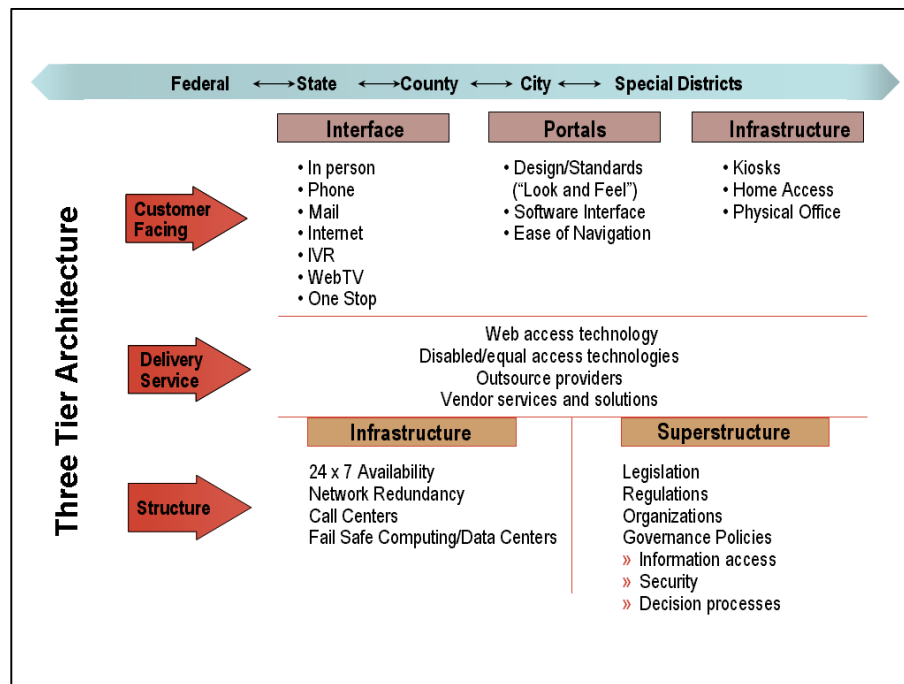 Federal ←→ State ←→ County ←→ City ←→ Special Districts
Three Tier Architecture
Customer
Facing
Interface
• In person
• Phone
• Mail
• Internet
• IVR
• WebTV
• One Stop
Portals
• Design/Standards
("Look and Feel")
• Software Interface
• Ease of Navigation
Infrastructure
• Kiosks
• Home Access
• Physical Office
Delivery
Service
Web access technology
Disabled/equal access technologies
Outsource providers
Vendor services and solutions
Structure
Infrastructure
24 x 7 Availability
Network Redundancy
Call Centers
Fail Safe Computing/Data Centers
Superstructure
Legislation
Regulations
Organizations
Governance Policies
» Information access
» Security
» Decision processes